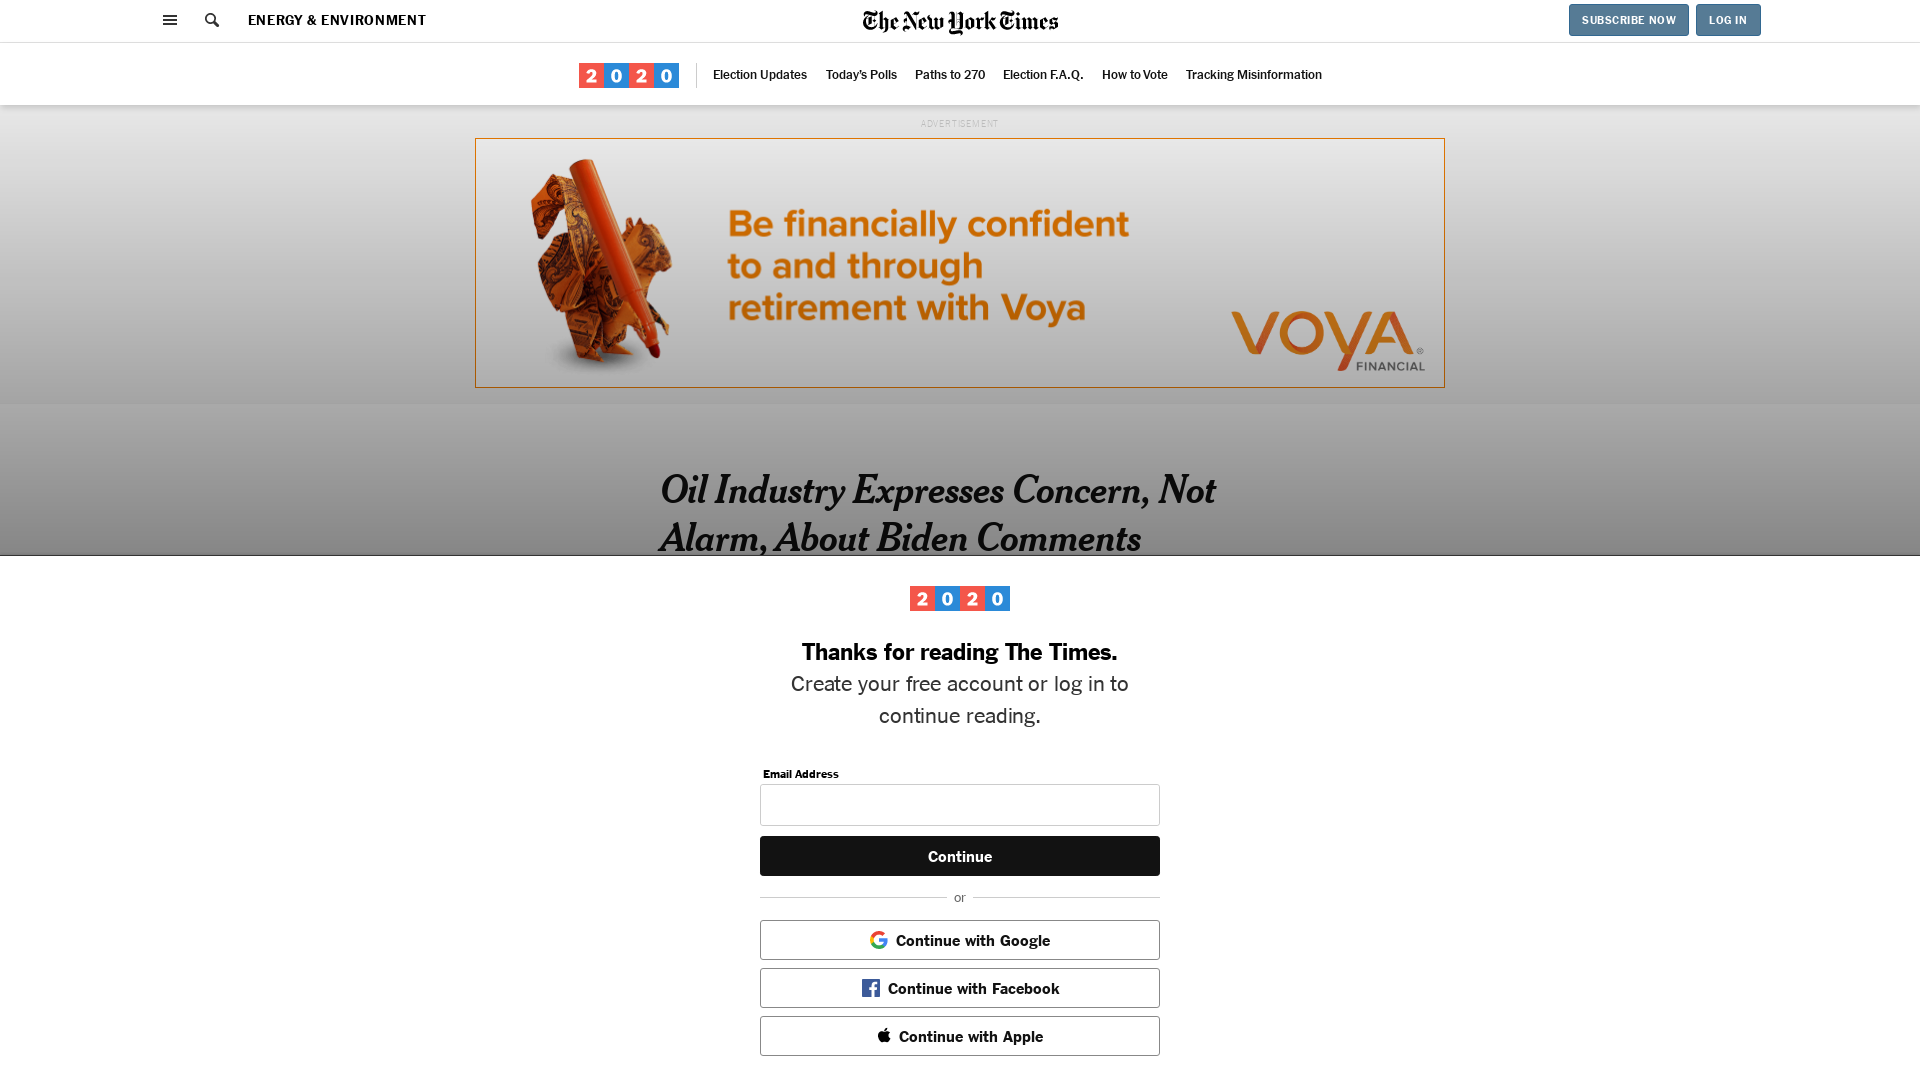 ENERGY & ENVIRONMENT
The New York Times
SUBSCRIBE NOW
LOG IN
2020
Election Updates
Today's Polls
Paths to 270
Election F.A.Q.
How to Vote
Tracking Misinformation
ADVERTISEMENT
Be financially confident
to and through
retirement with Voya
VOYA®
FINANCIAL
Oil Industry Expresses Concern, Not
Alarm, About Biden Comments
2020
Thanks for reading The Times.
Create your free account or log in to
continue reading.
Email Address
Continue
or
Continue with Google
Continue with Facebook
Continue with Apple